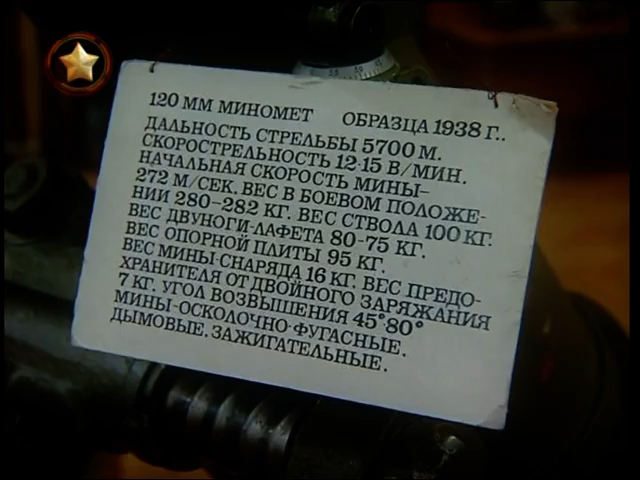 120 ММ МИНОМЕТ ОБРАЗЦА 1938 Г..
ДАЛЬНОСТЬ СТРЕЛЬБЫ 5700 М.
СКОРОСТРЕЛЬНОСТЬ 12-15 В/МИН.
НАЧАЛЬНАЯ СКОРОСТЬ МИНЫ–
272 М/СЕК. ВЕС В БОЕВОМ ПОЛОЖЕ-
НИИ 280–282 КГ. ВЕС СТВОЛА 100 КГ.
ВЕС ДВУНОГИ-ЛАФЕТА 80-75 КГ.
ВЕС ОПОРНОЙ ПЛИТЫ 95 КГ.
ВЕС МИНЫ-СНАРЯДА 16 КГ. ВЕС ПРЕДО-
ХРАНИТЕЛЯ ОТ ДВОЙНОГО ЗАРЯЖАНИЯ
7 КГ. УГОЛ ВОЗВЫШЕНИЯ 45°80°
МИНЫ-ОСКОЛОЧНО-ФУГАСНЫЕ.
ДЫМОВЫЕ. ЗАЖИГАТЕЛЬНЫЕ.